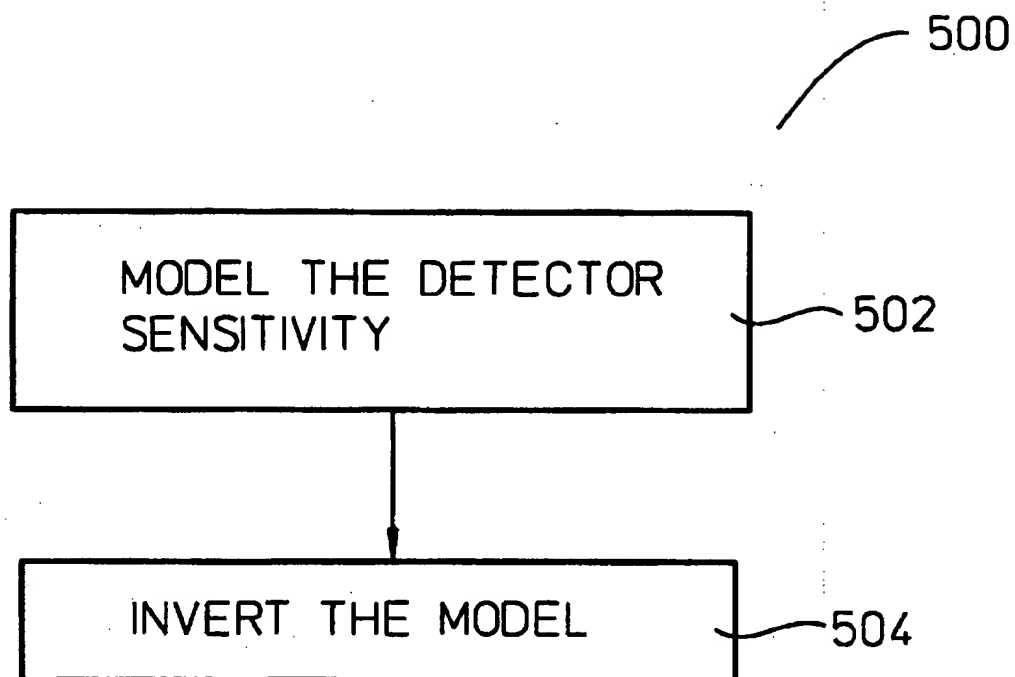 500
MODEL THE DETECTOR
SENSITIVITY
502
INVERT THE MODEL
504